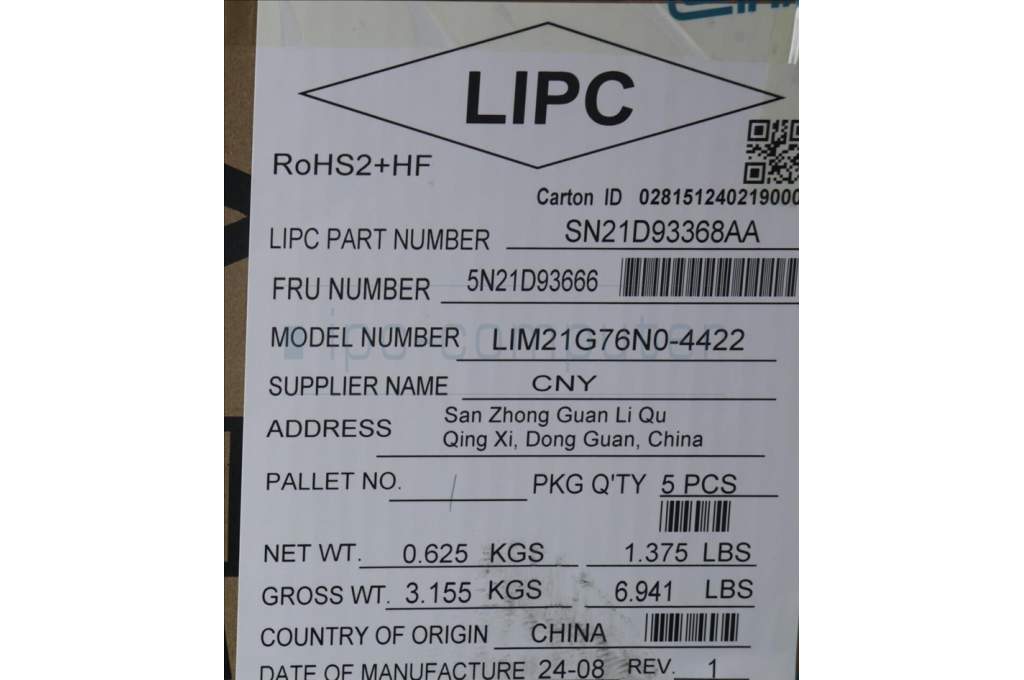 LIPC
RoHS2+HF
Carton ID 028151240219000
LIPC PART NUMBER SN21D93368AA
FRU NUMBER 5N21D93666
ipc-computer
MODEL NUMBER LIM21G76N0-4422
SUPPLIER NAME CNY
ADDRESS San Zhong Guan Li Qu
Qing Xi, Dong Guan, China
PALLET NO. / PKG Q'TY 5 PCS
NET WT. 0.625 KGS 1.375 LBS
GROSS WT. 3.155 KGS 6.941 LBS
COUNTRY OF ORIGIN CHINA
DATE OF MANUFACTURE 24-08 REV. 1